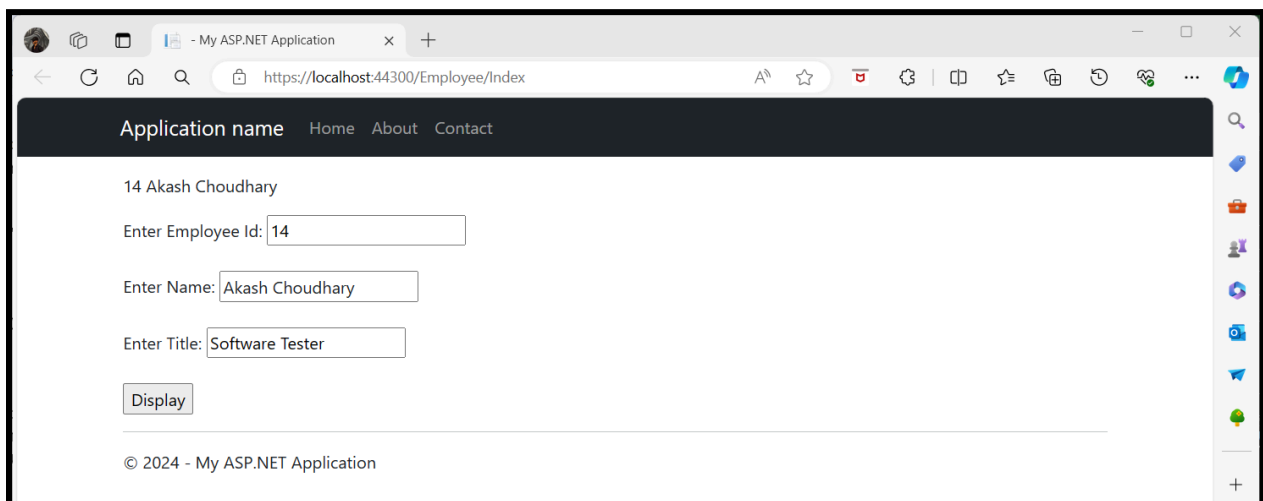 - My ASP.NET Application
https://localhost:44300/Employee/Index
Application name Home About Contact
14 Akash Choudhary
Enter Employee Id: 14
Enter Name: Akash Choudhary
Enter Title: Software Tester
Display
© 2024 - My ASP.NET Application